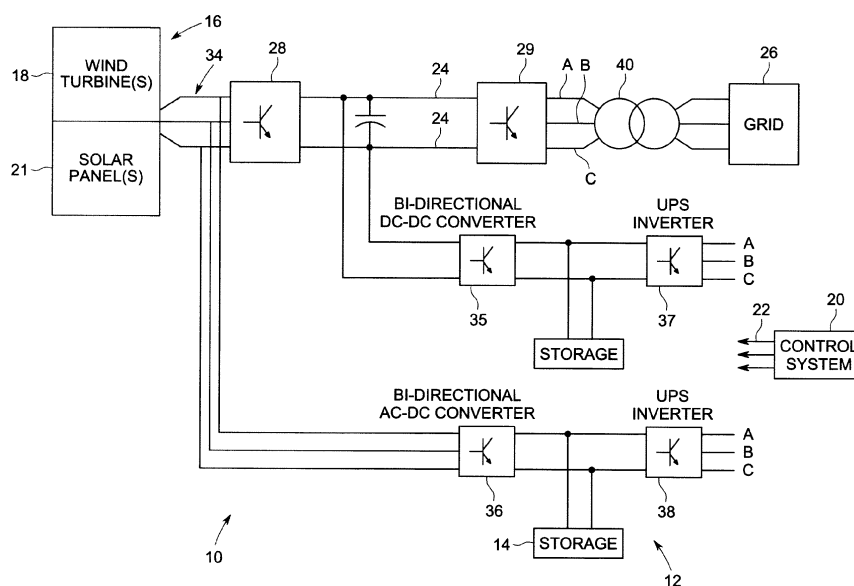 16
34
28
29
A
B
40
26
18
WIND
TURBINE(S)
24
24
GRID
21
SOLAR
PANEL(S)
C
BI-DIRECTIONAL
DC-DC CONVERTER
UPS
INVERTER
A
B
C
35
37
22
20
STORAGE
CONTROL
SYSTEM
BI-DIRECTIONAL
AC-DC CONVERTER
UPS
INVERTER
A
B
C
36
38
10
14
STORAGE
12